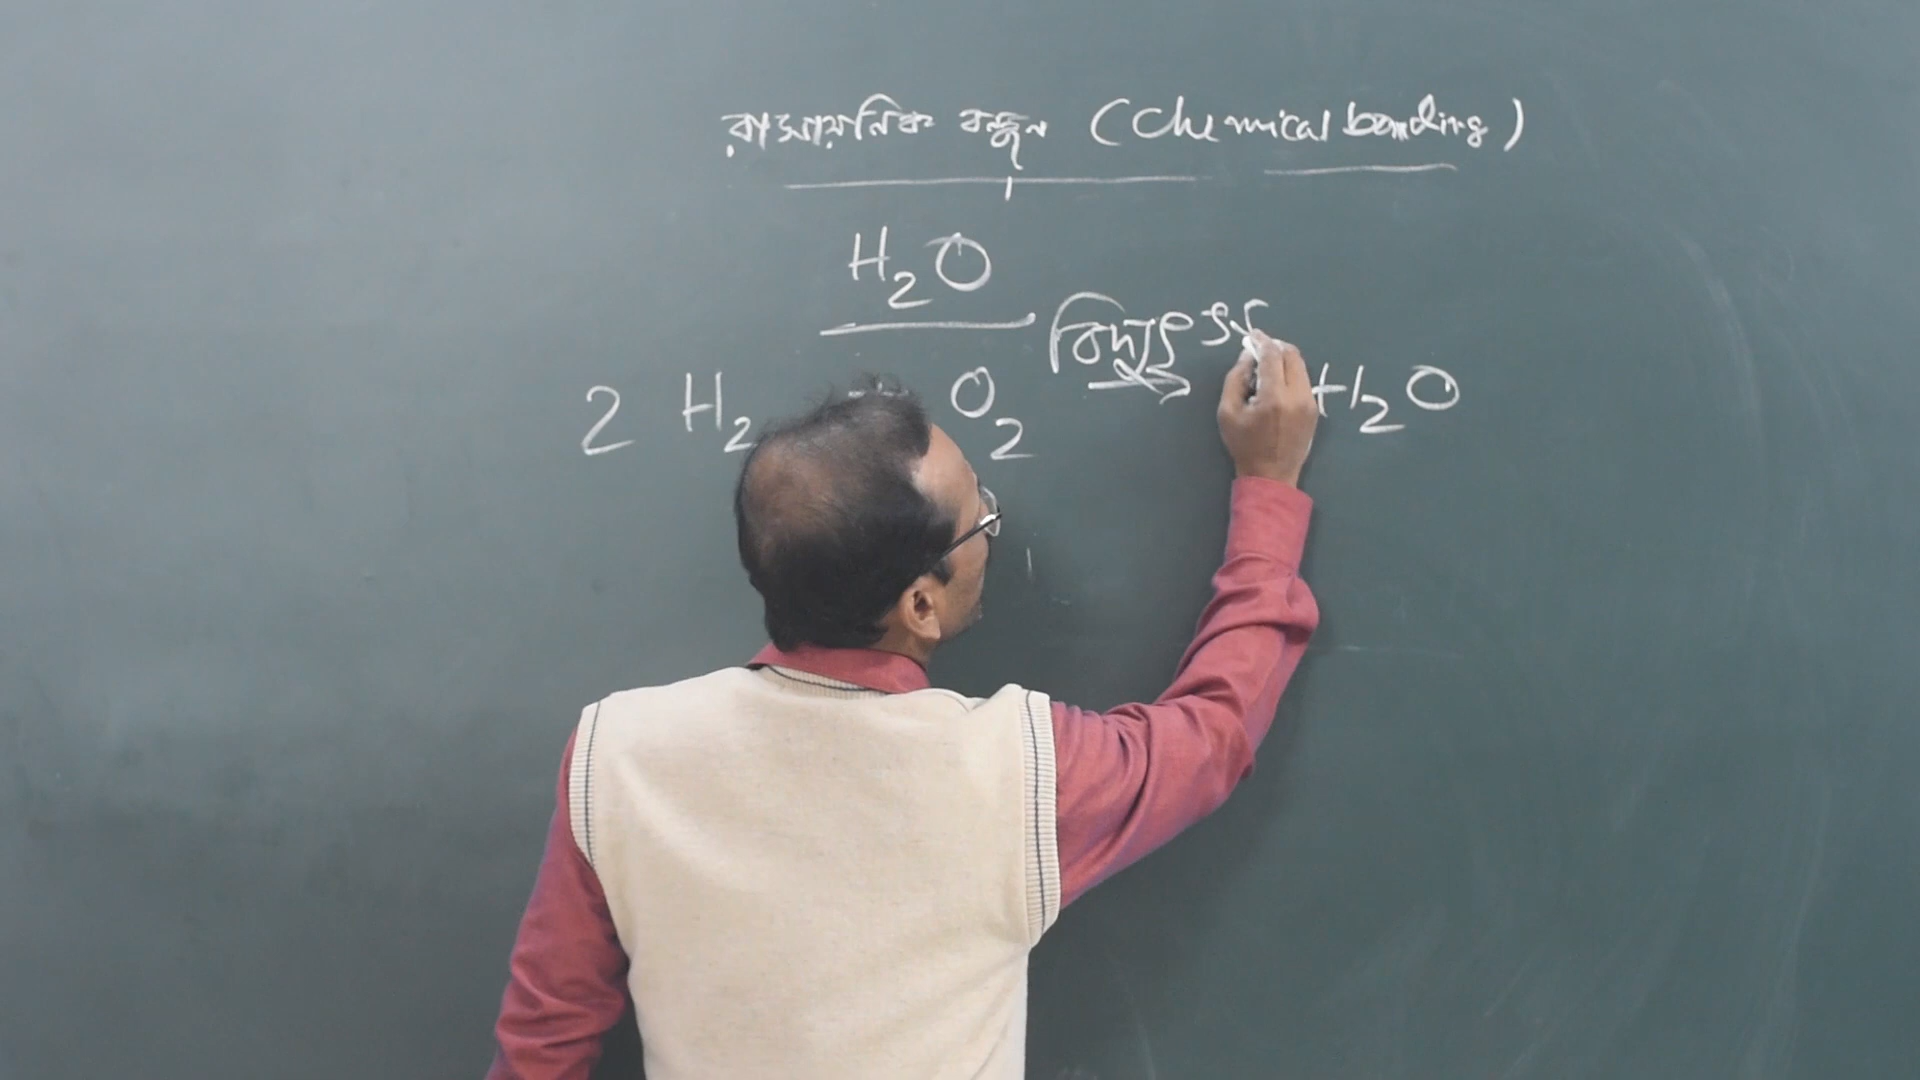 রাসায়নিক বন্ধন (Chemical bonding)
H₂O
বিদ্যুৎ
2 H₂ + O₂ → H₂O